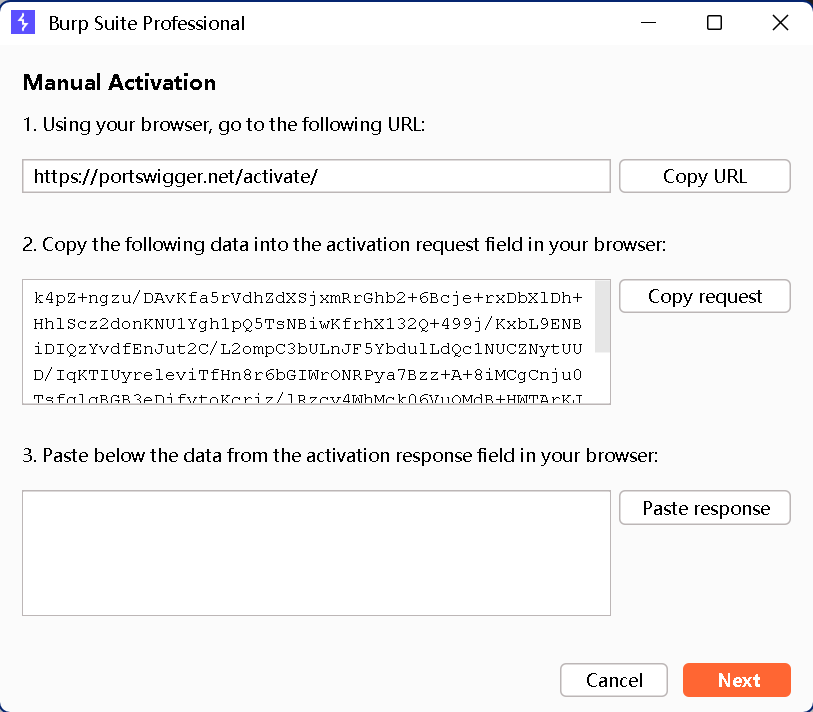 Burp Suite Professional
Manual Activation
1. Using your browser, go to the following URL:
https://portswigger.net/activate/
Copy URL
2. Copy the following data into the activation request field in your browser:
k4pZ+ngzu/DAvKfa5rVdhZdXSjxmRrGhb2+6Bcje+rxDbXlDh+
HhlScz2donKNU1Ygh1pQ5TsNBiwKfrhX132Q+499j/KxbL9ENB
iDIQzYvdfEnJut2C/L2ompC3bULnJF5YbdulLdQc1NUCZNytUU
D/IqKTIUyreleviTfHn8r6bGIWrONRPya7Bzz+A+8iMCgCnju0
Copy request
3. Paste below the data from the activation response field in your browser:
Paste response
Cancel
Next